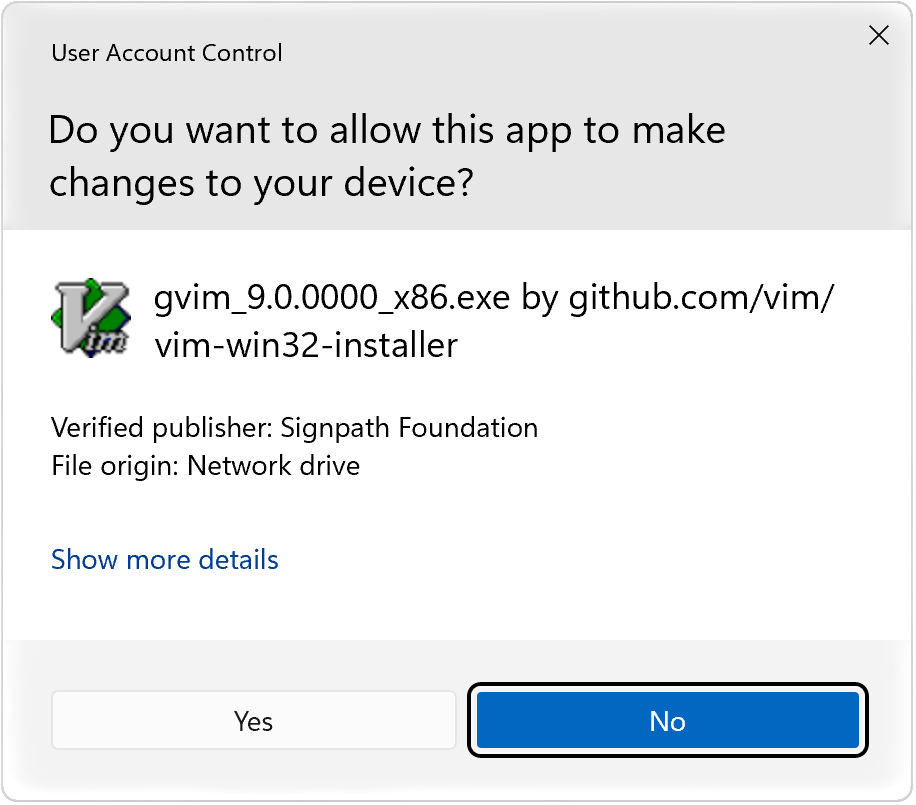 User Account Control
Do you want to allow this app to make
changes to your device?
Vim
gvim_9.0.0000_x86.exe by github.com/vim/
vim-win32-installer
Verified publisher: Signpath Foundation
File origin: Network drive
Show more details
Yes
No